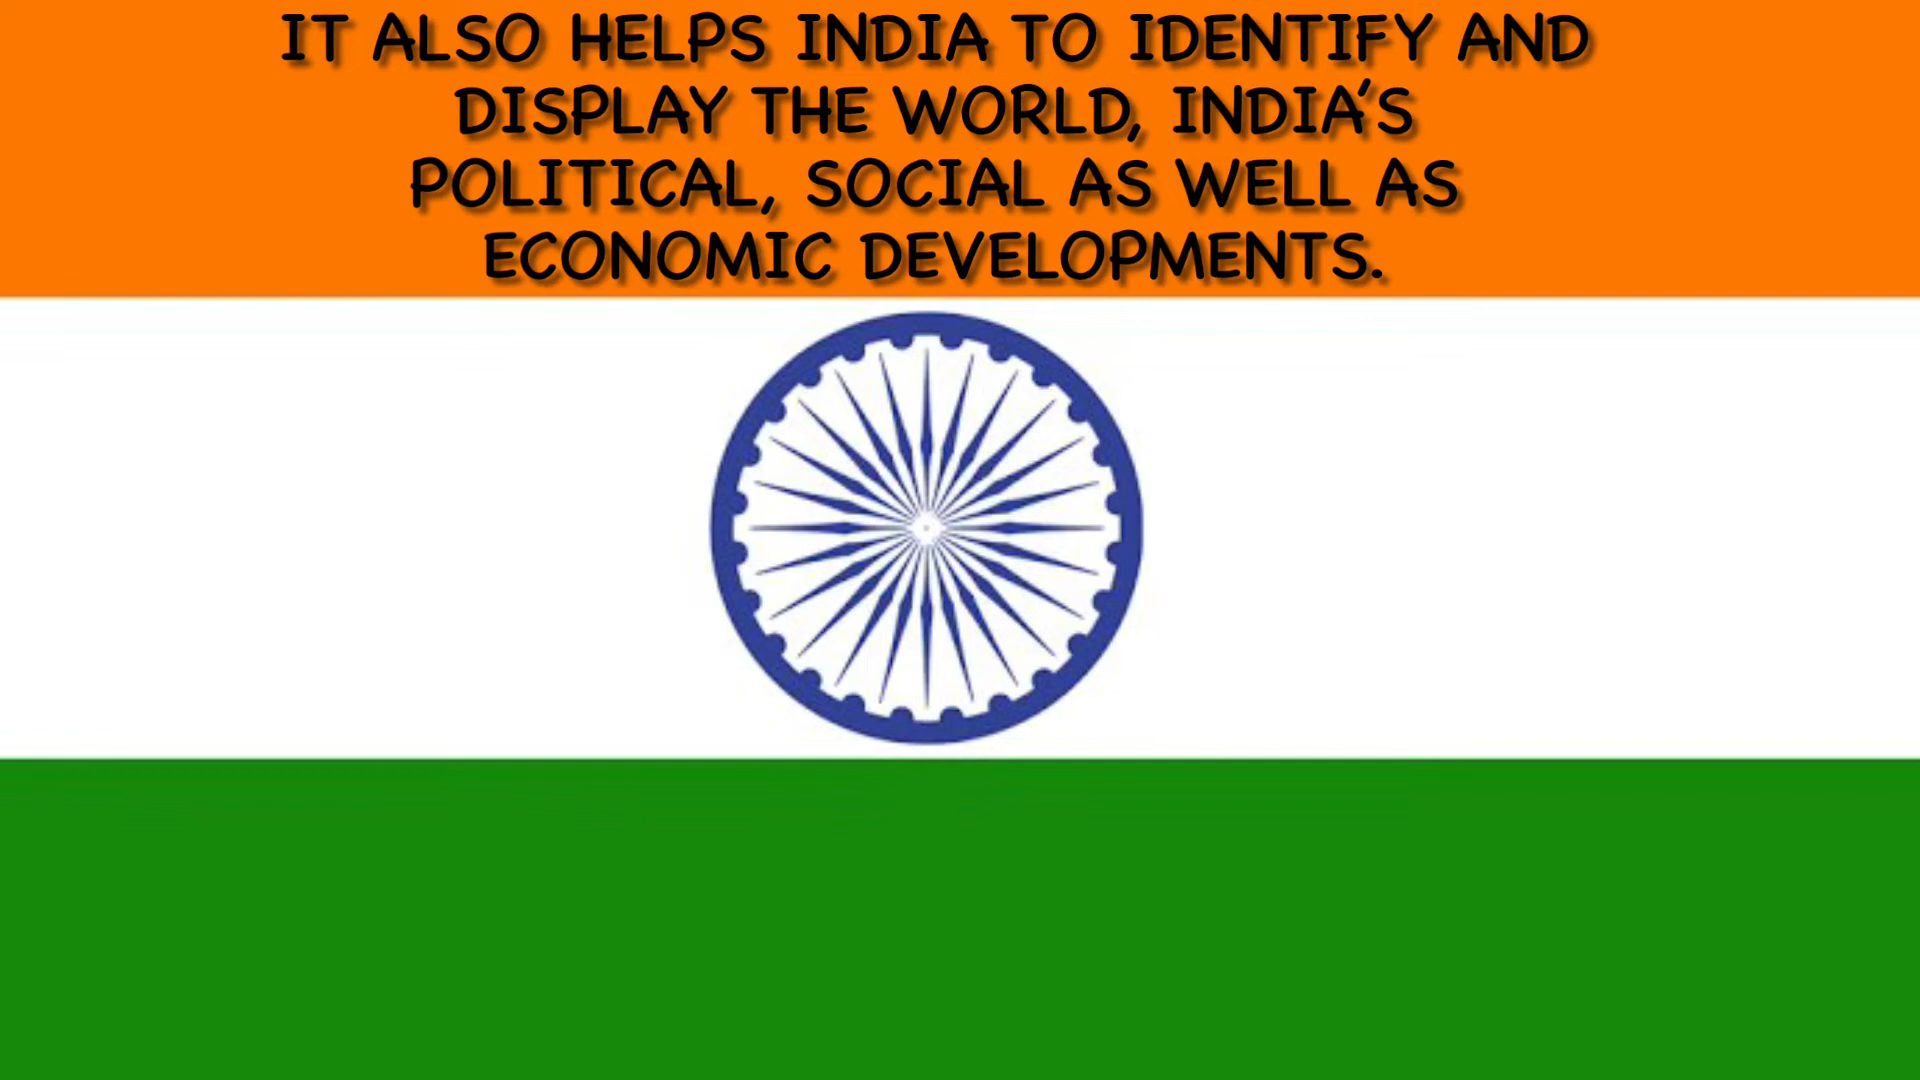 IT ALSO HELPS INDIA TO IDENTIFY AND
DISPLAY THE WORLD, INDIA'S
POLITICAL, SOCIAL AS WELL AS
ECONOMIC DEVELOPMENTS.